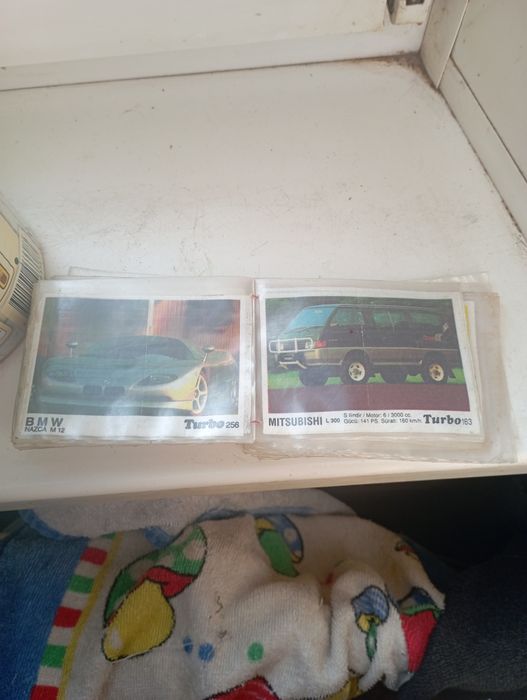 BMW
NAZCA M 12
Turbo 256
MITSUBISHI L 300
Silindir / Motor: 6 / 3000 cc.
Gücü: 141 PS. Sürati: 160 km/h.
Turbo 163